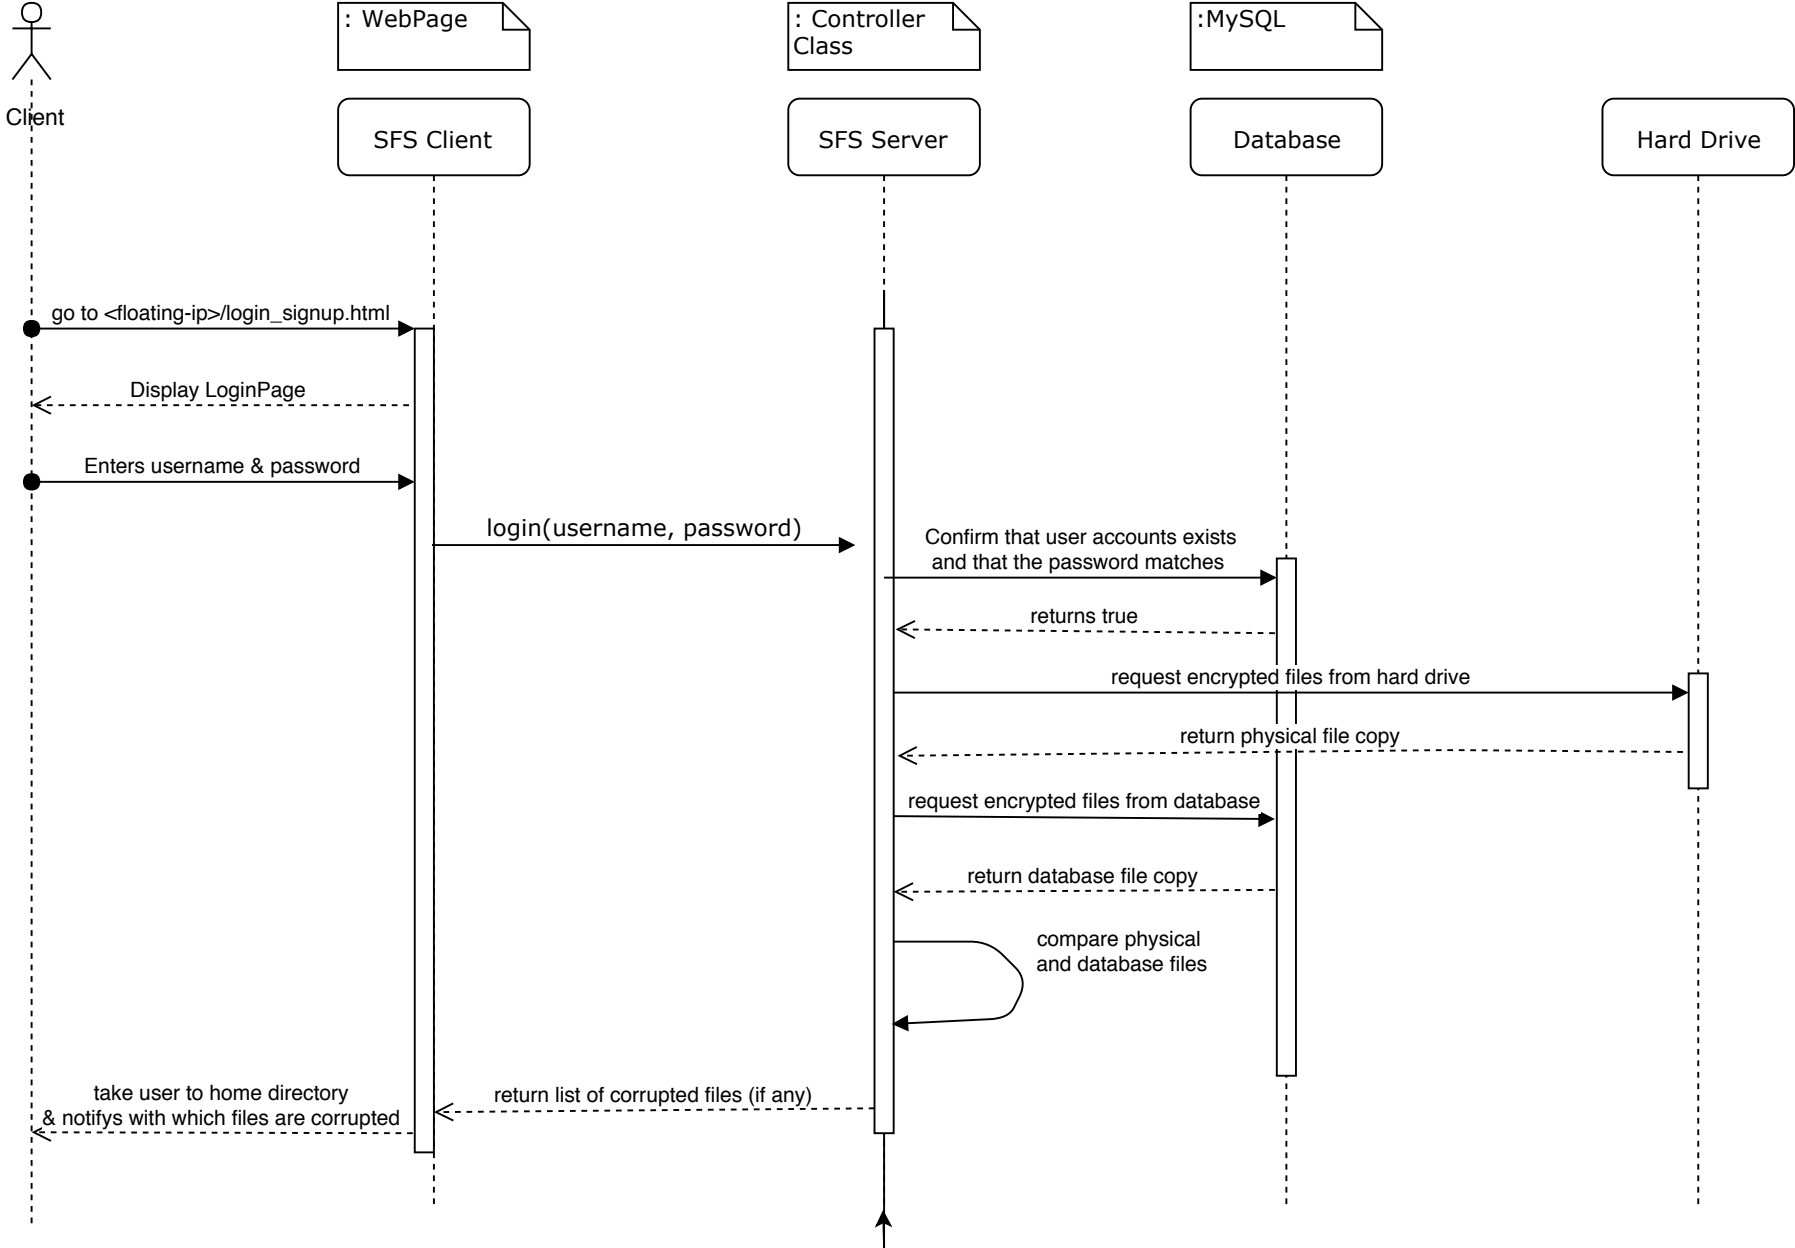 : WebPage
: Controller
Class
:MySQL
Client
SFS Client
SFS Server
Database
Hard Drive
go to <floating-ip>/login_signup.html
Display LoginPage
Enters username & password
login(username, password)
Confirm that user accounts exists
and that the password matches
returns true
request encrypted files from hard drive
return physical file copy
request encrypted files from database
return database file copy
compare physical
and database files
return list of corrupted files (if any)
take user to home directory
& notifys with which files are corrupted